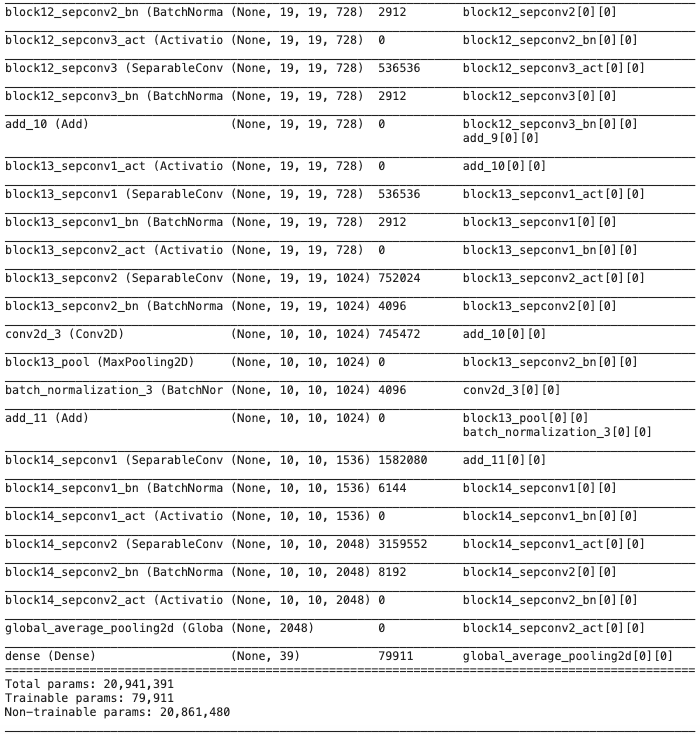 block12_sepconv2_bn (BatchNorma (None, 19, 19, 728) 2912 block12_sepconv2[0][0]
block12_sepconv3_act (Activatio (None, 19, 19, 728) 0 block12_sepconv2_bn[0][0]
block12_sepconv3 (SeparableConv (None, 19, 19, 728) 536536 block12_sepconv3_act[0][0]
block12_sepconv3_bn (BatchNorma (None, 19, 19, 728) 2912 block12_sepconv3[0][0]
add_10 (Add) (None, 19, 19, 728) 0 block12_sepconv3_bn[0][0]
add_9[0][0]
block13_sepconv1_act (Activatio (None, 19, 19, 728) 0 add_10[0][0]
block13_sepconv1 (SeparableConv (None, 19, 19, 728) 536536 block13_sepconv1_act[0][0]
block13_sepconv1_bn (BatchNorma (None, 19, 19, 728) 2912 block13_sepconv1[0][0]
block13_sepconv2_act (Activatio (None, 19, 19, 728) 0 block13_sepconv1_bn[0][0]
block13_sepconv2 (SeparableConv (None, 19, 19, 1024) 752024 block13_sepconv2_act[0][0]
block13_sepconv2_bn (BatchNorma (None, 19, 19, 1024) 4096 block13_sepconv2[0][0]
conv2d_3 (Conv2D) (None, 10, 10, 1024) 745472 add_10[0][0]
block13_pool (MaxPooling2D) (None, 10, 10, 1024) 0 block13_sepconv2_bn[0][0]
batch_normalization_3 (BatchNor (None, 10, 10, 1024) 4096 conv2d_3[0][0]
add_11 (Add) (None, 10, 10, 1024) 0 block13_pool[0][0]
batch_normalization_3[0][0]
block14_sepconv1 (SeparableConv (None, 10, 10, 1536) 1582080 add_11[0][0]
block14_sepconv1_bn (BatchNorma (None, 10, 10, 1536) 6144 block14_sepconv1[0][0]
block14_sepconv1_act (Activatio (None, 10, 10, 1536) 0 block14_sepconv1_bn[0][0]
block14_sepconv2 (SeparableConv (None, 10, 10, 2048) 3159552 block14_sepconv1_act[0][0]
block14_sepconv2_bn (BatchNorma (None, 10, 10, 2048) 8192 block14_sepconv2[0][0]
block14_sepconv2_act (Activatio (None, 10, 10, 2048) 0 block14_sepconv2_bn[0][0]
global_average_pooling2d (Globa (None, 2048) 0 block14_sepconv2_act[0][0]
dense (Dense) (None, 39) 79911 global_average_pooling2d[0][0]
Total params: 20,941,391
Trainable params: 79,911
Non-trainable params: 20,861,480